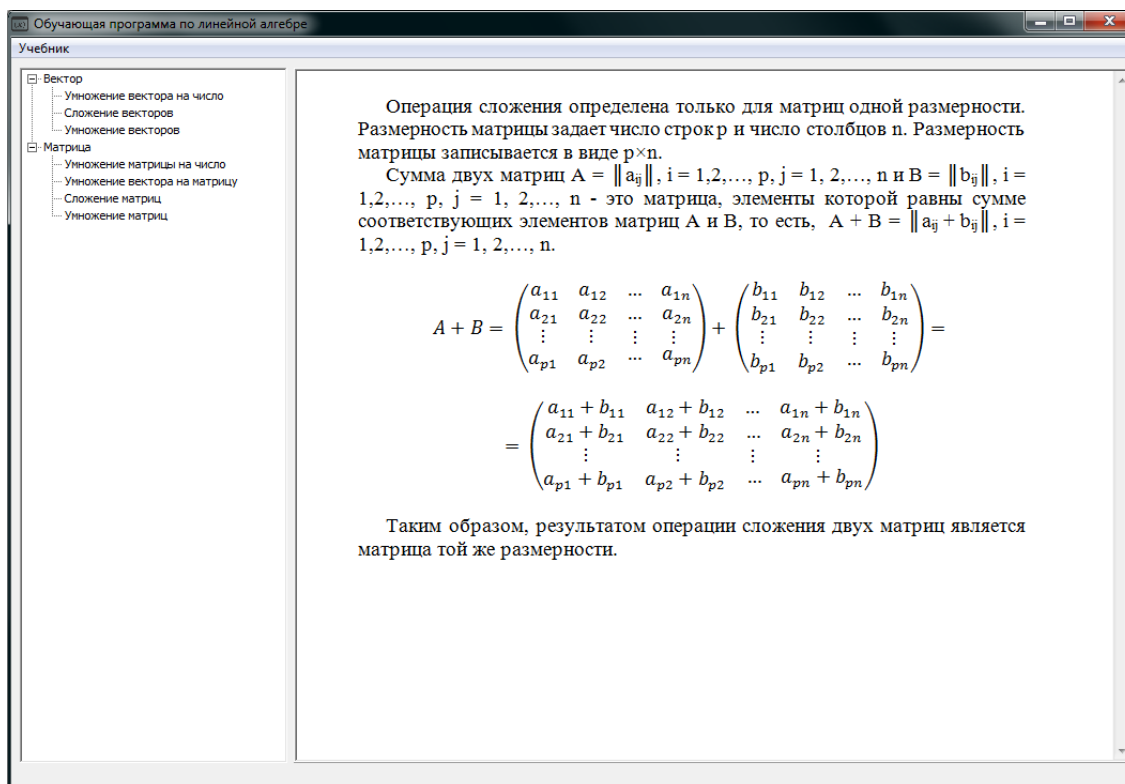 Обучающая программа по линейной алгебре
Учебник
Вектор
Умножение вектора на число
Сложение векторов
Умножение векторов
Матрица
Умножение матрицы на число
Умножение вектора на матрицу
Сложение матриц
Умножение матриц
Операция сложения определена только для матриц одной размерности.
Размерность матрицы задает число строк p и число столбцов n. Размерность
матрицы записывается в виде p×n.
Сумма двух матриц A = ‖aij‖, i = 1,2,…, p, j = 1, 2,…, n и B = ‖bij‖, i =
1,2,…, p, j = 1, 2,…, n - это матрица, элементы которой равны сумме
соответствующих элементов матриц A и B, то есть, A + B = ‖aij + bij‖, i =
1,2,…, p, j = 1, 2,…, n.
a11 a12 … a1n b11 b12 … b1n
A + B = ( a21 a22 … a2n ) + ( b21 b22 … b2n ) =
⋮ ⋮ ⋮ ⋮ ⋮ ⋮ ⋮ ⋮
ap1 ap2 … apn bp1 bp2 … bpn
a11 + b11 a12 + b12 … a1n + b1n
= ( a21 + b21 a22 + b22 … a2n + b2n )
⋮ ⋮ ⋮ ⋮
ap1 + bp1 ap2 + bp2 … apn + bpn
Таким образом, результатом операции сложения двух матриц является
матрица той же размерности.